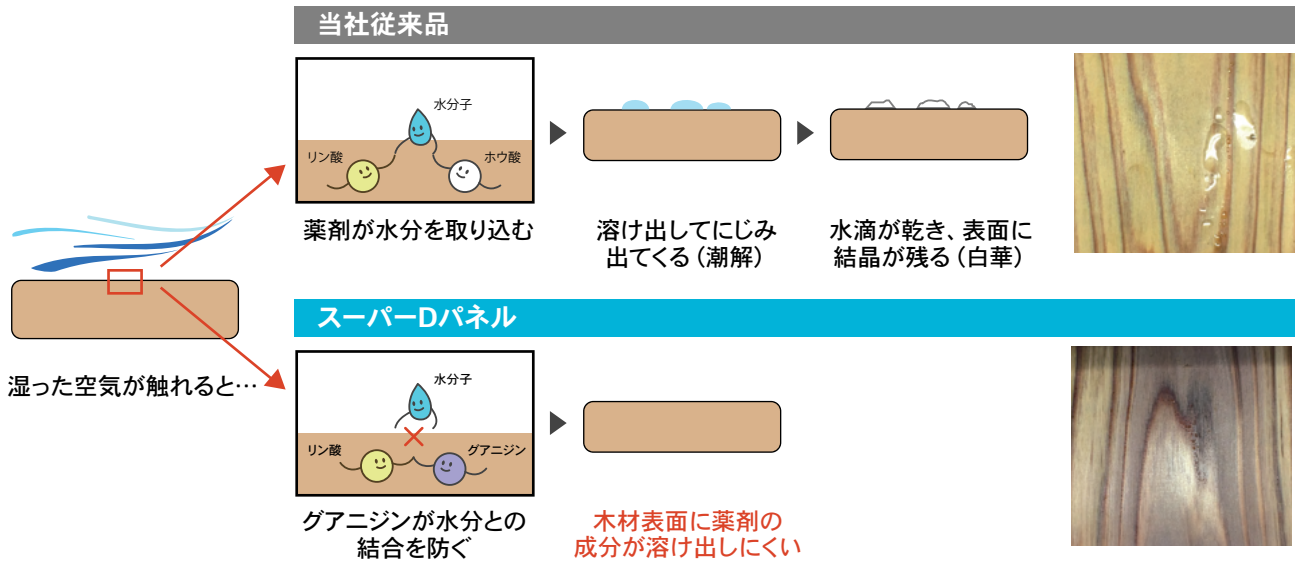 当社従来品
水分子
リン酸
ホウ酸
薬剤が水分を取り込む
溶け出してにじみ
出てくる（潮解）
水滴が乾き、表面に
結晶が残る（白華）
湿った空気が触れると…
スーパーDパネル
水分子
リン酸
グアニジン
グアニジンが水分との
結合を防ぐ
木材表面に薬剤の
成分が溶け出しにくい